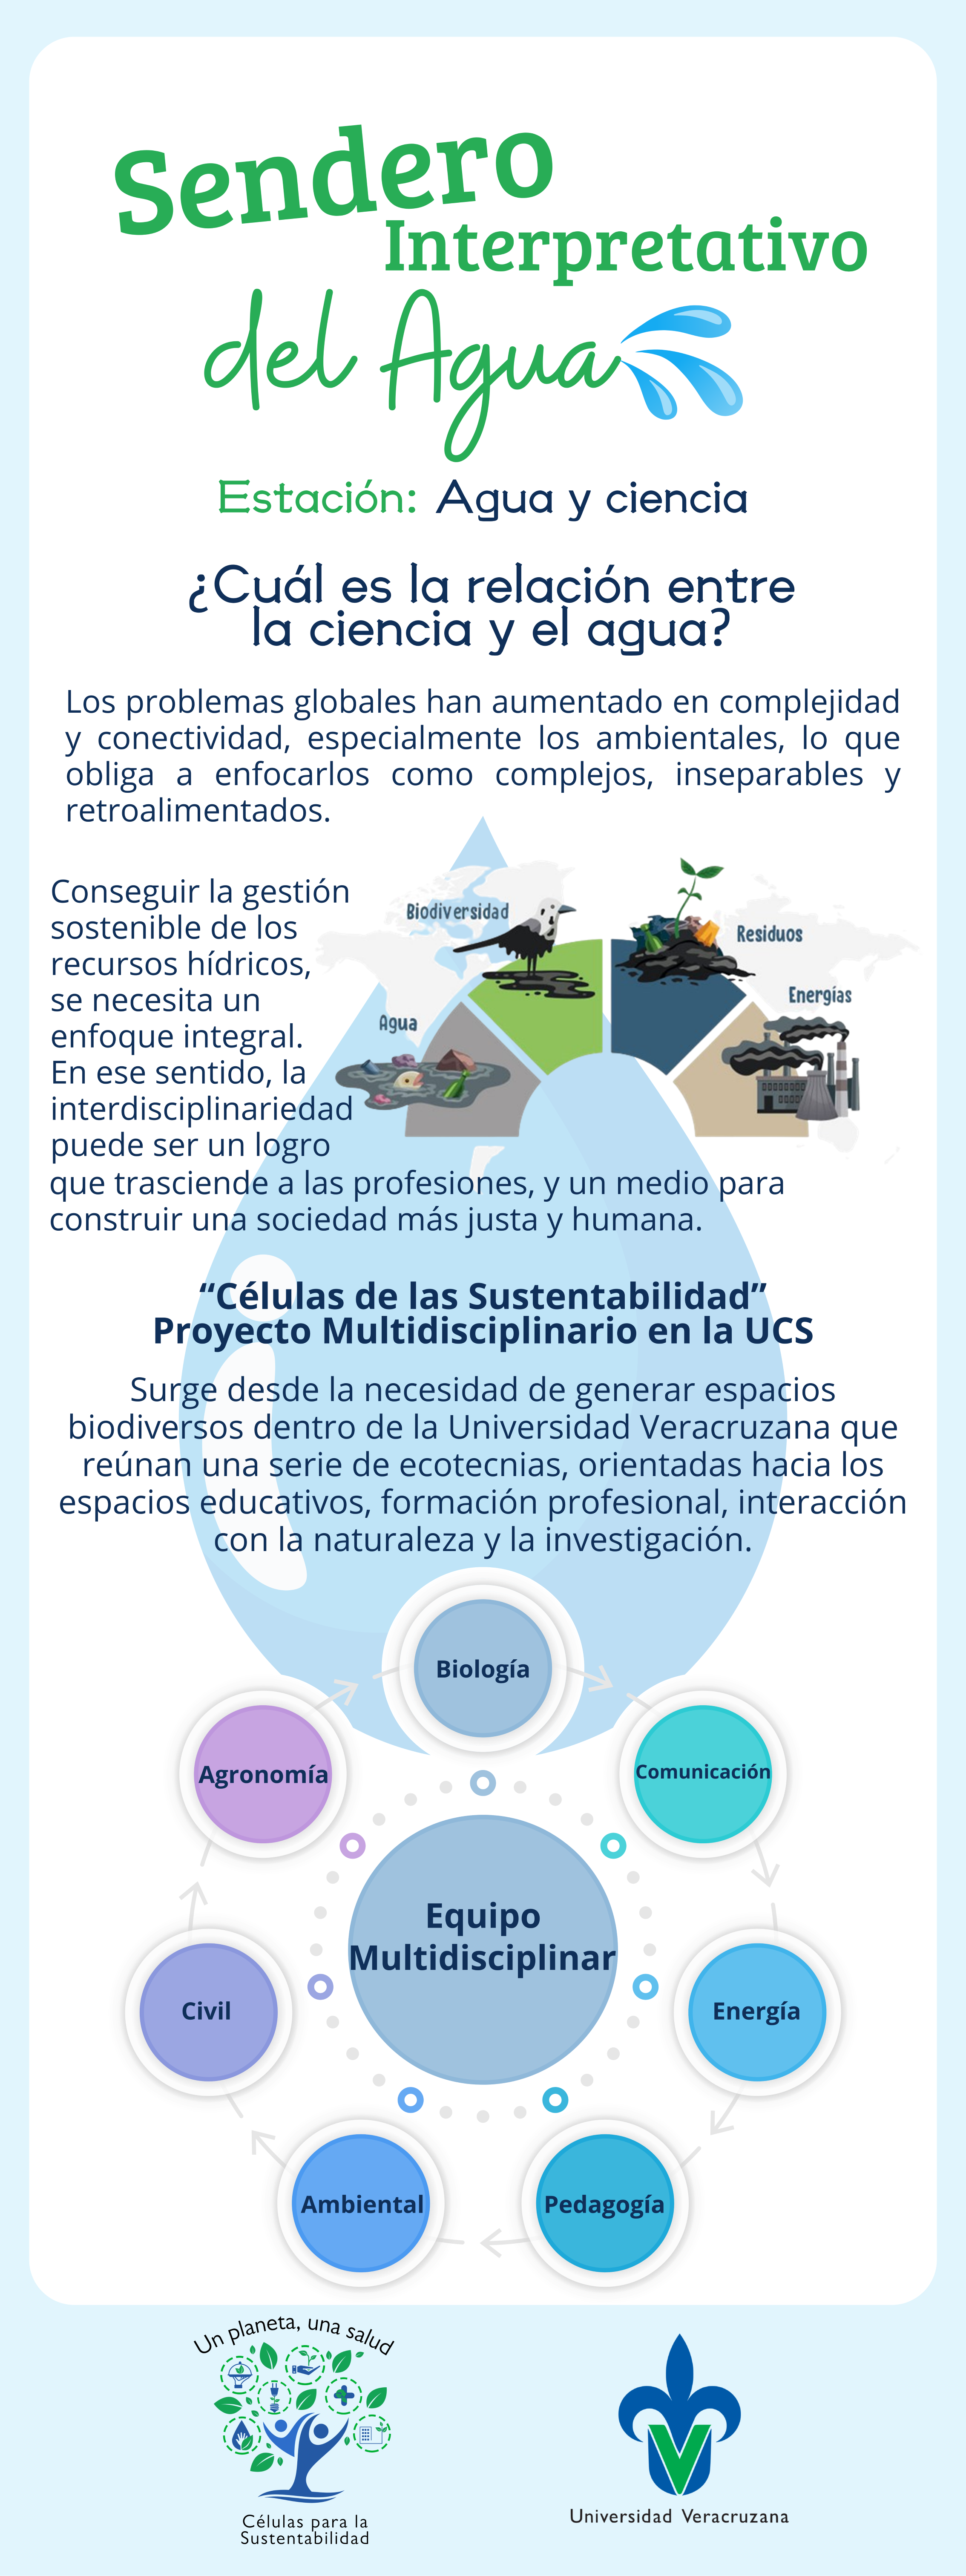 Sendero
Interpretativo
del Agua
Estación: Agua y ciencia
¿Cuál es la relación entre
la ciencia y el agua?
Los problemas globales han aumentado en complejidad
y conectividad, especialmente los ambientales, lo que
obliga a enfocarlos como complejos, inseparables y
retroalimentados.
Conseguir la gestión
sostenible de los
recursos hídricos,
se necesita un
enfoque integral.
En ese sentido, la
interdisciplinariedad
puede ser un logro
que trasciende a las profesiones, y un medio para
construir una sociedad más justa y humana.
Biodiversidad
Residuos
Energías
Agua
“Células de las Sustentabilidad”
Proyecto Multidisciplinario en la UCS
Surge desde la necesidad de generar espacios
biodiversos dentro de la Universidad Veracruzana que
reúnan una serie de ecotecnias, orientadas hacia los
espacios educativos, formación profesional, interacción
con la naturaleza y la investigación.
Biología
Agronomía
Comunicación
Equipo
Multidisciplinar
Civil
Energía
Ambiental
Pedagogía
Un planeta, una salud
Células para la
Sustentabilidad
Universidad Veracruzana